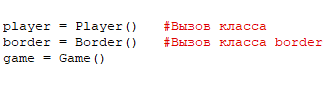 player = Player()   #Вызов класса
border = Border()   #Вызов класса border
game = Game()